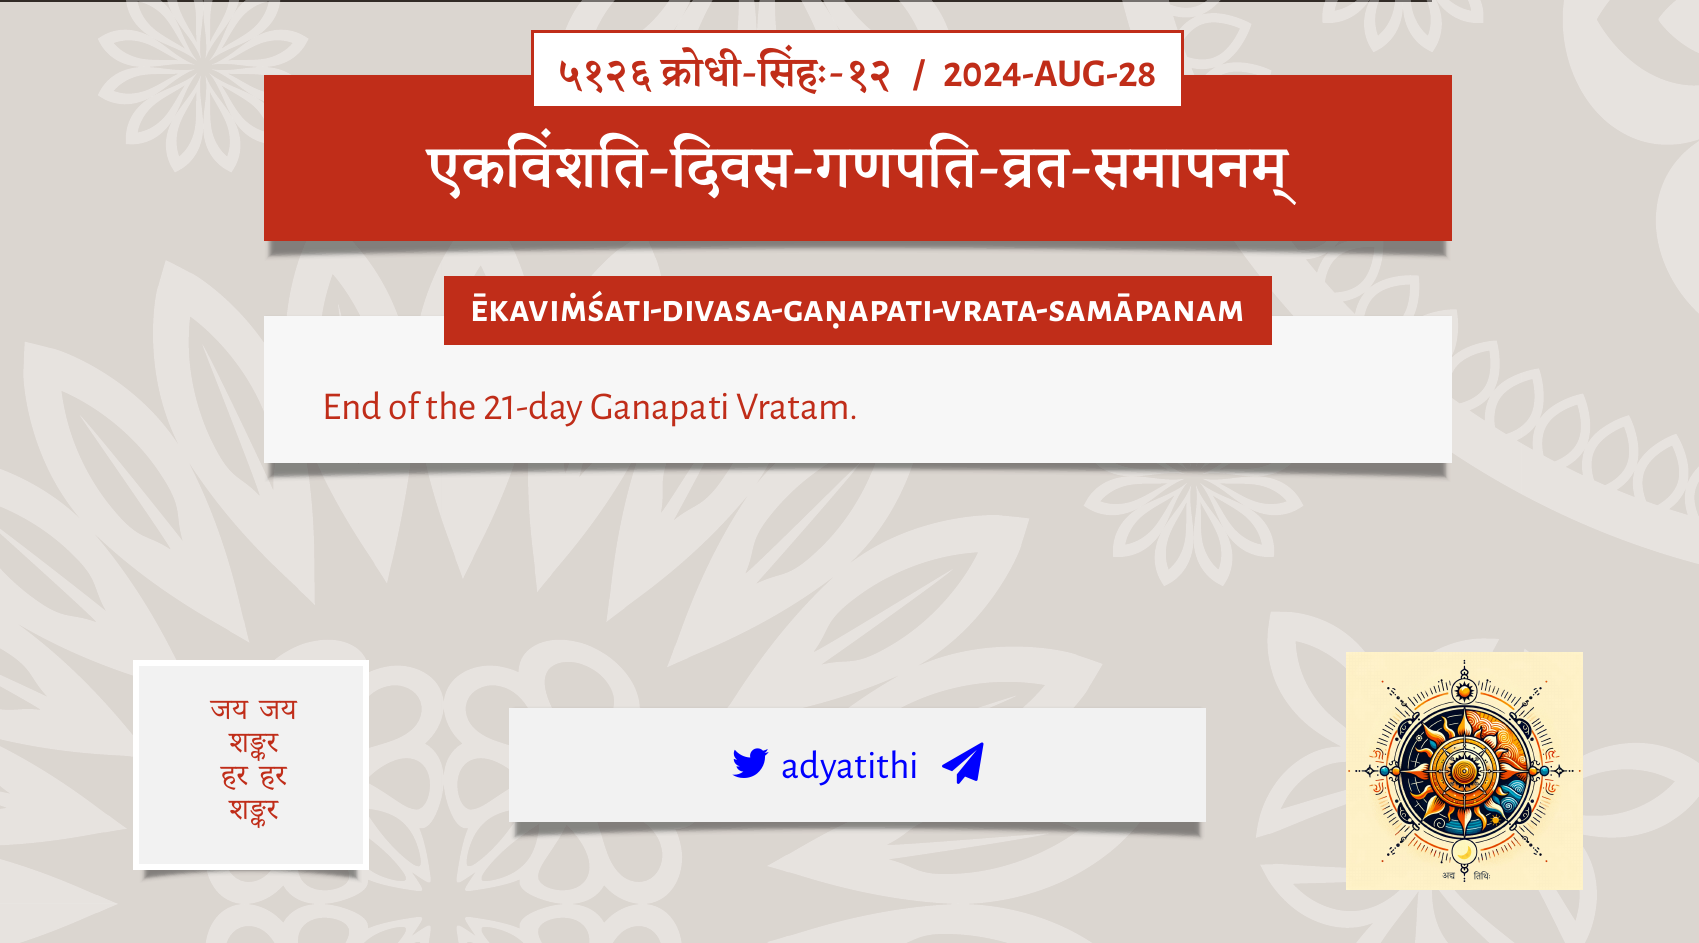 ५१२६ क्रोधी-सिंहः-१२ / 2024-AUG-28
एकविंशति-दिवस-गणपति-व्रत-समापनम्
ĒKAVIṀŚATI-DIVASA-GAṆAPATI-VRATA-SAMĀPANAM
End of the 21-day Ganapati Vratam.
जय जय
शङ्कर
हर हर
शङ्कर
adyatithi
अद्य तिथिः